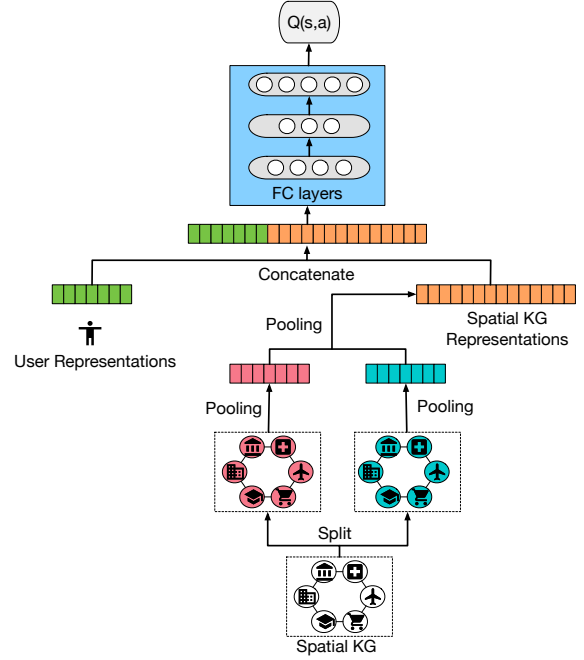 Q(s,a)
FC layers
Concatenate
User Representations
Spatial KG
Representations
Pooling
Pooling
Pooling
Split
Spatial KG